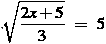 √((2x+5)/3) = 5